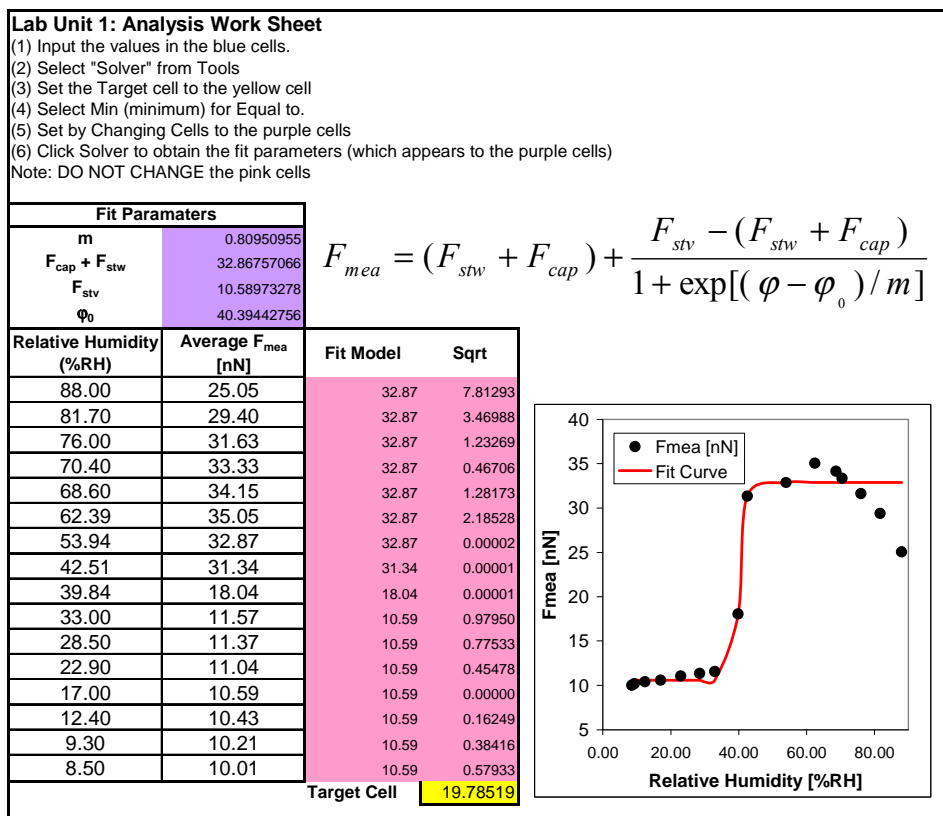 Lab Unit 1: Analysis Work Sheet
(1) Input the values in the blue cells.
(2) Select "Solver" from Tools
(3) Set the Target cell to the yellow cell
(4) Select Min (minimum) for Equal to.
(5) Set by Changing Cells to the purple cells
(6) Click Solver to obtain the fit parameters (which appears to the purple cells)
Note: DO NOT CHANGE the pink cells
Fit Paramaters
m 0.80950955
F_cap + F_stw 32.86757066
F_stv 10.58973278
φ_0 40.39442756
F_mea = (F_stw + F_cap) + (F_stv − (F_stw + F_cap)) / (1 + exp[(φ − φ_0)/m])
Relative Humidity (%RH) Average F_mea [nN] Fit Model Sqrt
88.00 25.05 32.87 7.81293
81.70 29.40 32.87 3.46988
76.00 31.63 32.87 1.23269
70.40 33.33 32.87 0.46706
68.60 34.15 32.87 1.28173
62.39 35.05 32.87 2.18528
53.94 32.87 32.87 0.00002
42.51 31.34 31.34 0.00001
39.84 18.04 18.04 0.00001
33.00 11.57 10.59 0.97950
28.50 11.37 10.59 0.77533
22.90 11.04 10.59 0.45478
17.00 10.59 10.59 0.00000
12.40 10.43 10.59 0.16249
9.30 10.21 10.59 0.38416
8.50 10.01 10.59 0.57933
Target Cell 19.78519
Fmea [nN]
Fit Curve
Fmea [nN]
40
35
30
25
20
15
10
5
0.00 20.00 40.00 60.00 80.00
Relative Humidity [%RH]